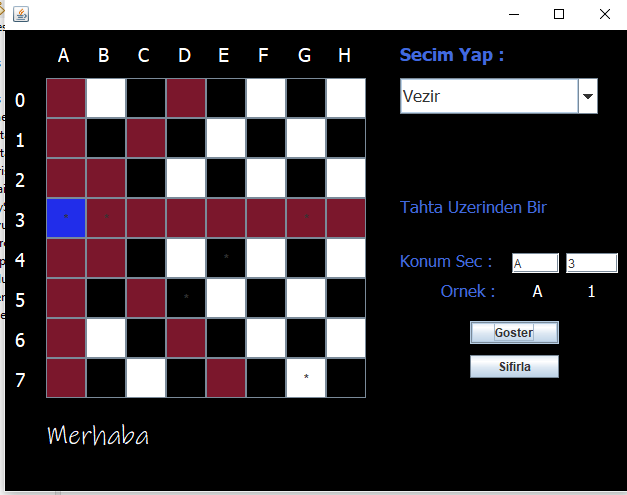 A B C D E F G H
Secim Yap :
0
Vezir
1
2
3
*
Tahta Uzerinden Bir
4
*
Konum Sec : A 3
5
*
Ornek : A 1
6
Goster
7
*
Sifirla
Merhaba